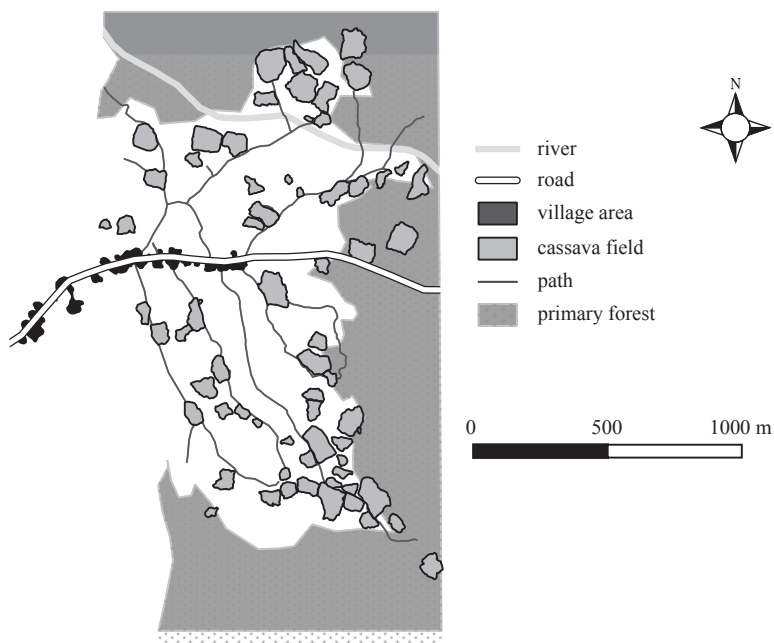 N
river
road
village area
cassava field
path
primary forest
0 500 1000 m